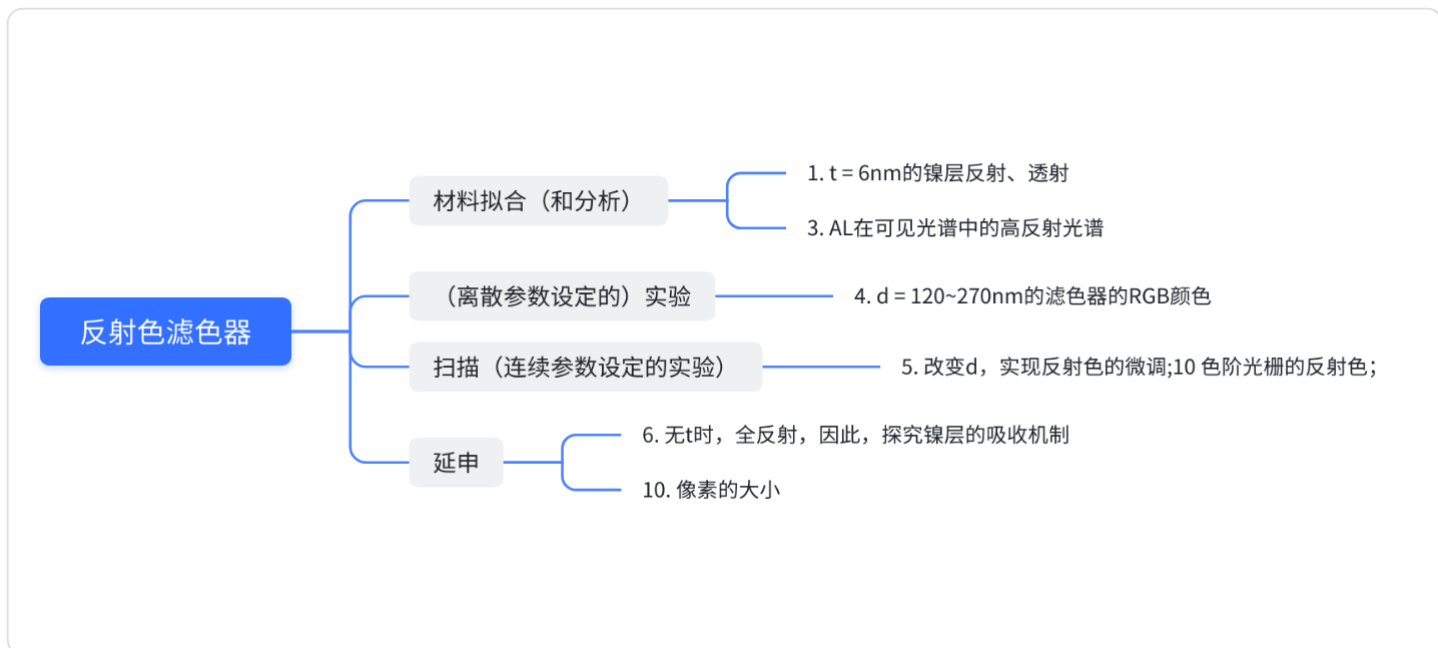 反射色滤色器
材料拟合（和分析）
1. t = 6nm的镍层反射、透射
3. AL在可见光谱中的高反射光谱
（离散参数设定的）实验
4. d = 120~270nm的滤色器的RGB颜色
扫描（连续参数设定的实验）
5. 改变d，实现反射色的微调;10 色阶光栅的反射色；
延申
6. 无t时，全反射，因此，探究镍层的吸收机制
10. 像素的大小